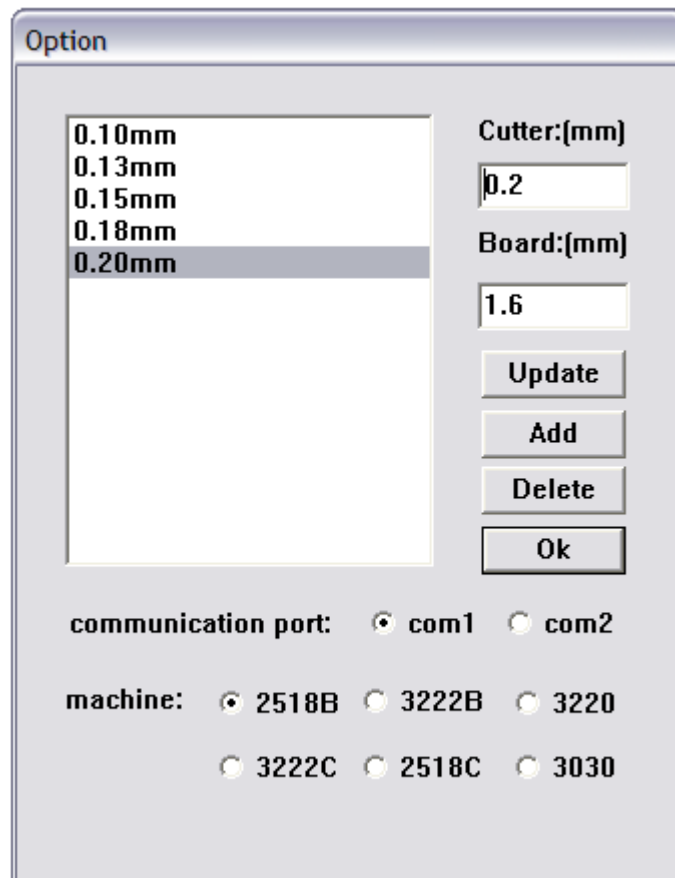 Option
0.10mm
0.13mm
0.15mm
0.18mm
0.20mm
Cutter:(mm)
0.2
Board:(mm)
1.6
Update
Add
Delete
Ok
communication port: com1 com2
machine: 2518B 3222B 3220
3222C 2518C 3030